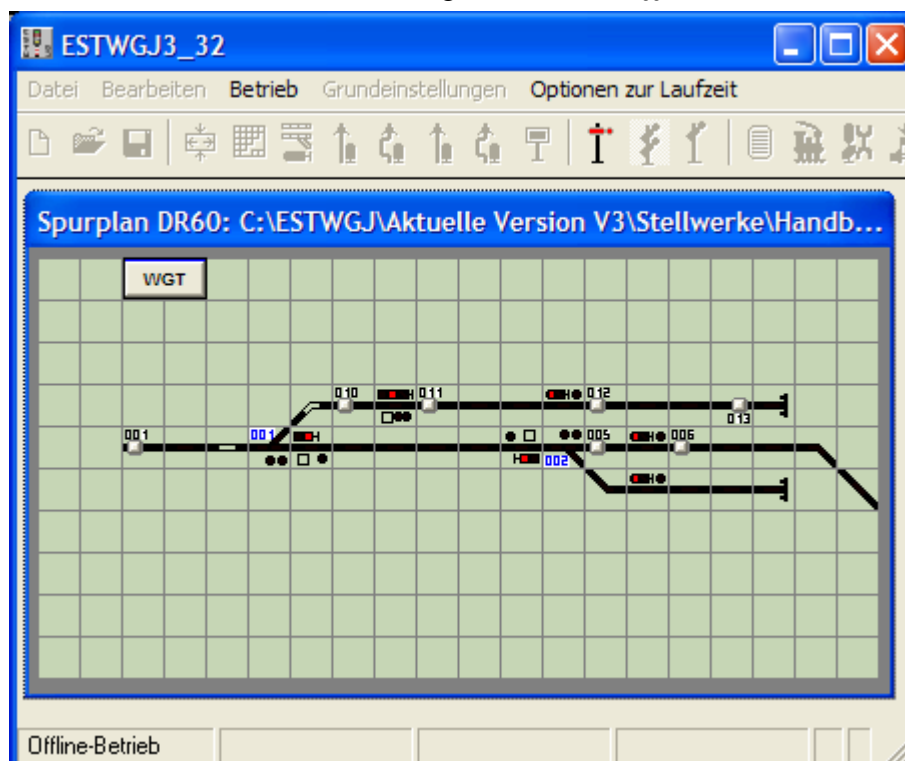 ESTWGJ3_32
Datei Bearbeiten Betrieb Grundeinstellungen Optionen zur Laufzeit
Spurplan DR60: C:\ESTWGJ\Aktuelle Version V3\Stellwerke\Handb...
WGT
010 011 012
013
001 001 005 006
002
Offline-Betrieb